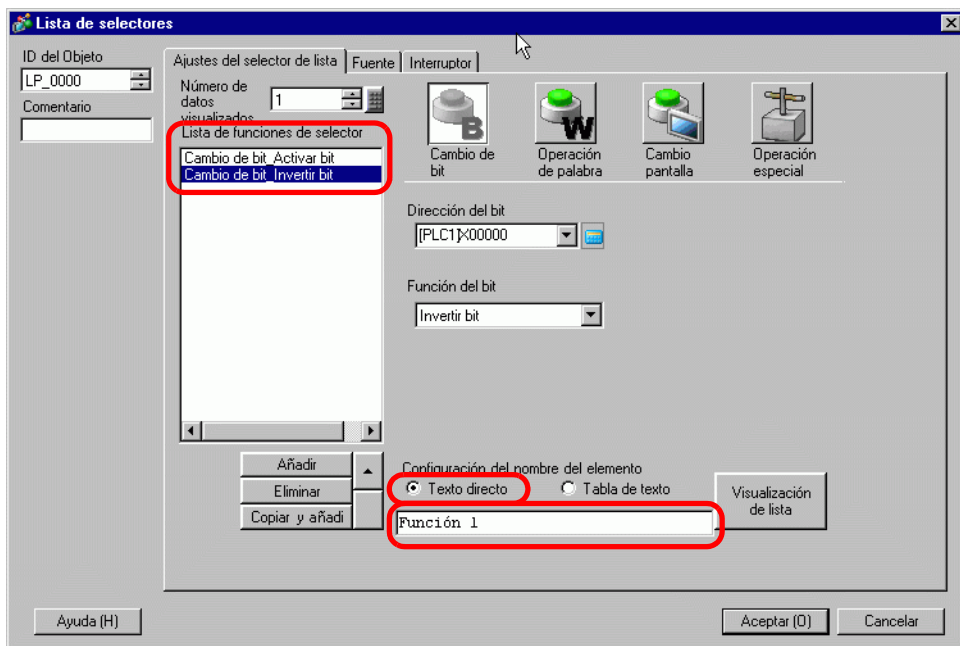 Lista de selectores
ID del Objeto
LP_0000
Comentario
Ajustes del selector de lista
Fuente
Interruptor
Número de
datos
visualizados
1
Lista de funciones de selector
Cambio de bit_Activar bit
Cambio de bit_Invertir bit
B
Cambio de
bit
W
Operación
de palabra
Cambio
pantalla
Operación
especial
Dirección del bit
[PLC1]X00000
Función del bit
Invertir bit
Añadir
Eliminar
Copiar y añadi
Configuración del nombre del elemento
Texto directo
Tabla de texto
Función 1
Visualización
de lista
Ayuda (H)
Aceptar (O)
Cancelar